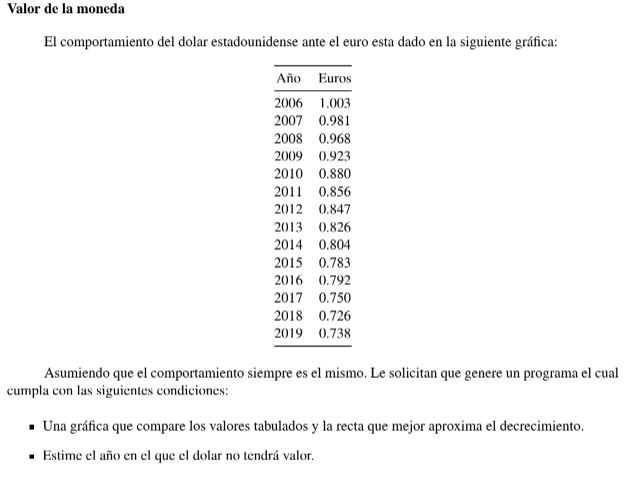 Valor de la moneda
El comportamiento del dolar estadounidense ante el euro esta dado en la siguiente gráfica:
Año Euros
2006 1.003
2007 0.981
2008 0.968
2009 0.923
2010 0.880
2011 0.856
2012 0.847
2013 0.826
2014 0.804
2015 0.783
2016 0.792
2017 0.750
2018 0.726
2019 0.738
Asumiendo que el comportamiento siempre es el mismo. Le solicitan que genere un programa el cual
cumpla con las siguientes condiciones:
▪ Una gráfica que compare los valores tabulados y la recta que mejor aproxima el decrecimiento.
▪ Estime el año en el que el dolar no tendrá valor.